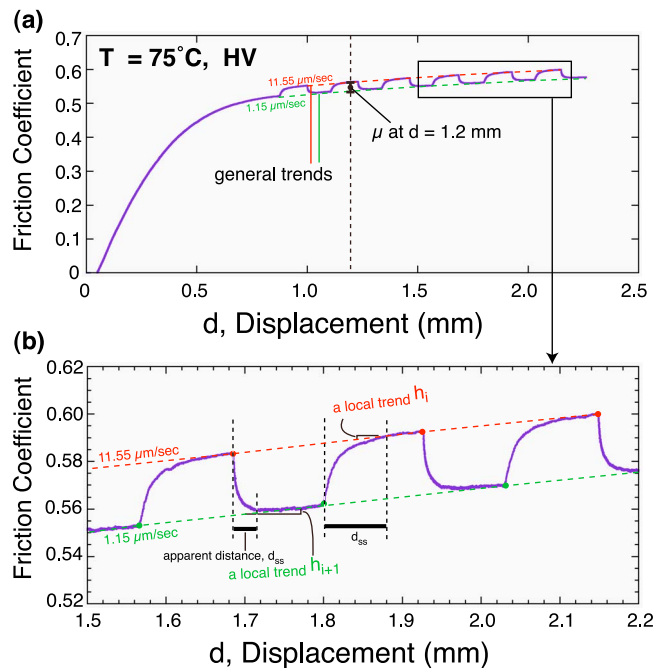 (a)
T = 75°C, HV
Friction Coefficient
0.7
0.6
0.5
0.4
0.3
0.2
0.1
0
11.55 µm/sec
1.15 µm/sec
µ at d = 1.2 mm
general trends
0
0.5
1.0
1.5
2.0
2.5
d, Displacement (mm)
(b)
Friction Coefficient
0.62
0.60
0.58
0.56
0.54
0.52
a local trend hi
11.55 µm/sec
1.15 µm/sec
apparent distance, dss
dss
a local trend hi+1
1.5
1.6
1.7
1.8
1.9
2.0
2.1
2.2
d, Displacement (mm)